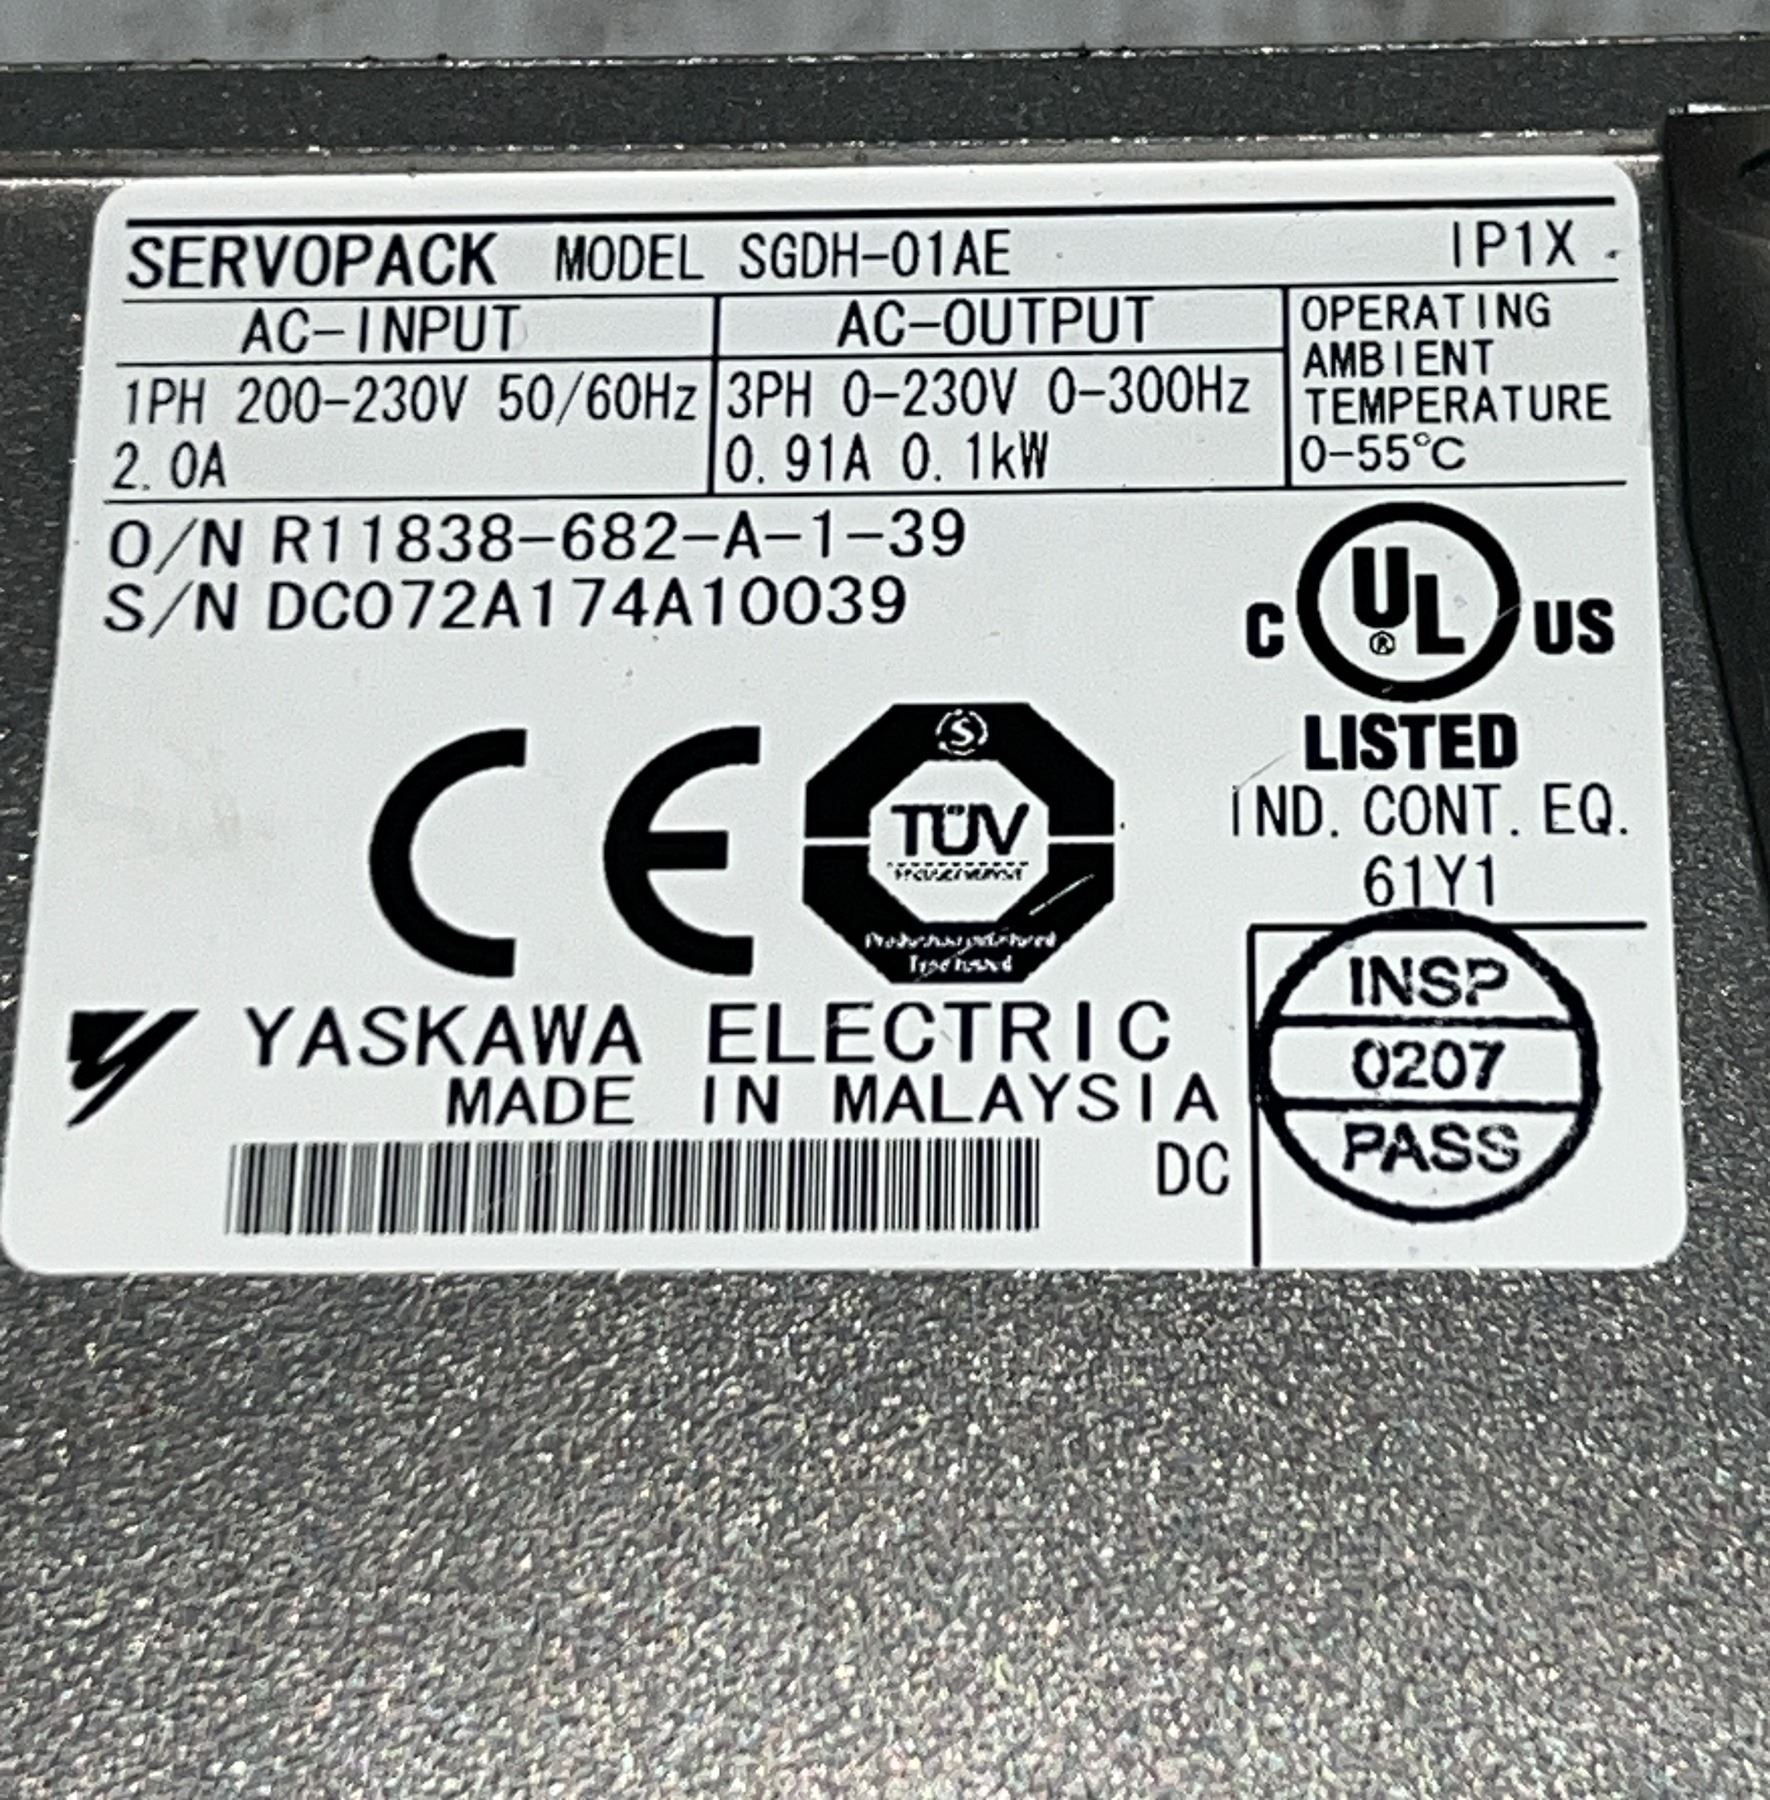 SERVOPACK MODEL SGDH-01AE IP1X
AC-INPUT
1PH 200-230V 50/60Hz
2.0A
AC-OUTPUT
3PH 0-230V 0-300Hz
0.91A 0.1kW
OPERATING
AMBIENT
TEMPERATURE
0-55°C
O/N R11838-682-A-1-39
S/N DC072A174A10039
C UL® US
LISTED
IND. CONT. EQ.
61Y1
CE
S
TÜV
YASKAWA ELECTRIC
MADE IN MALAYSIA
DC
INSP
0207
PASS